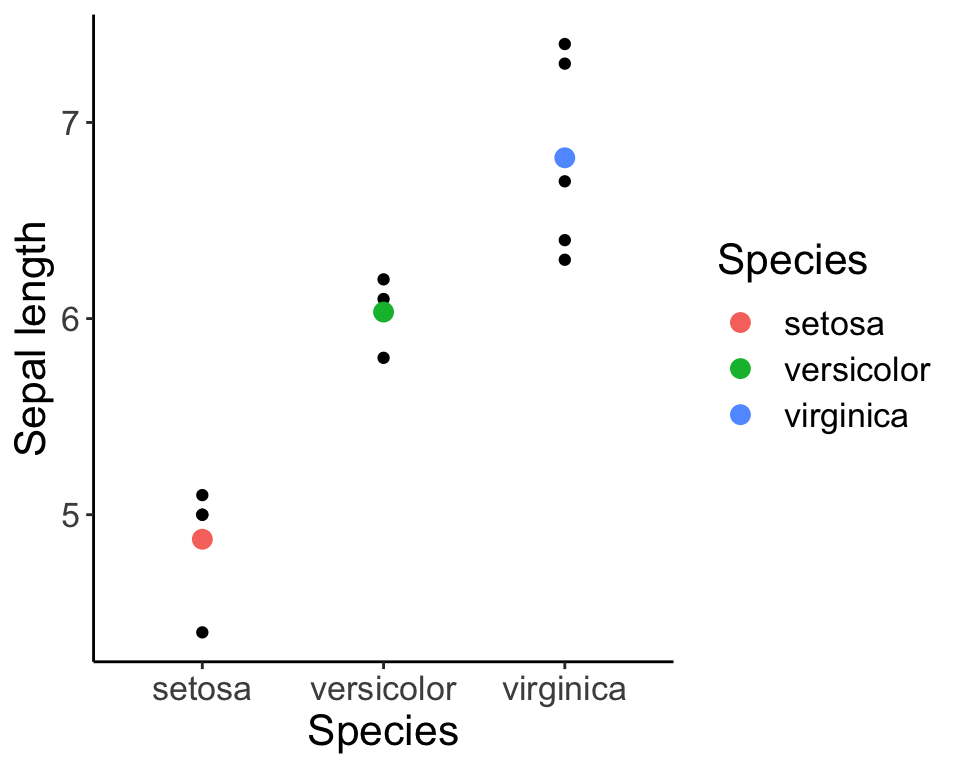 Sepal length
7
6
5
setosa versicolor virginica
Species
Species
setosa
versicolor
virginica